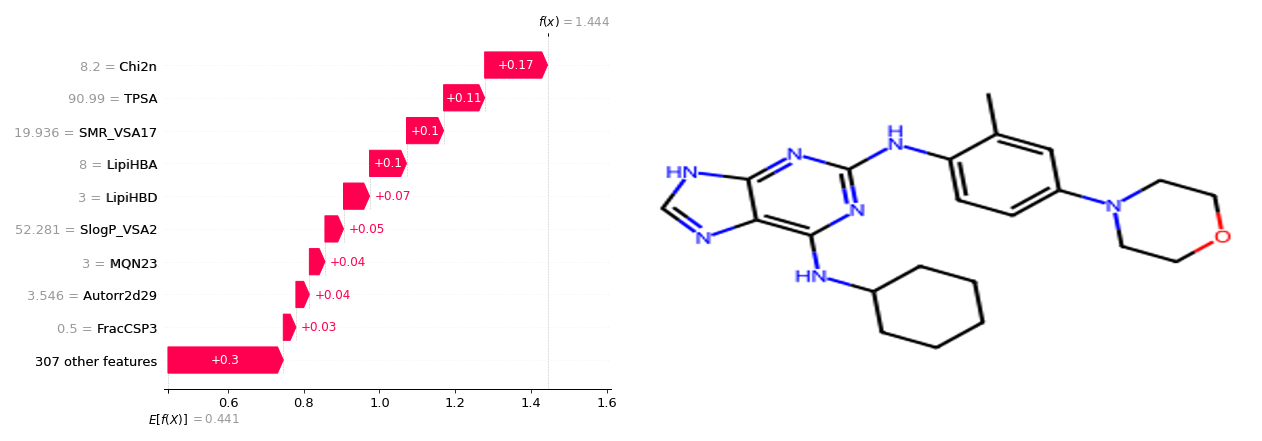 f(x) = 1.444
8.2 = Chi2n +0.17
90.99 = TPSA +0.11
19.936 = SMR_VSA17 +0.1
8 = LipiHBA +0.1
3 = LipiHBD +0.07
52.281 = SlogP_VSA2 +0.05
3 = MQN23 +0.04
3.546 = Autorr2d29 +0.04
0.5 = FracCSP3 +0.03
307 other features +0.3
0.6 0.8 1.0 1.2 1.4 1.6
E[f(X)] = 0.441
H
N
N
HN
N
N
N
O
N
HN